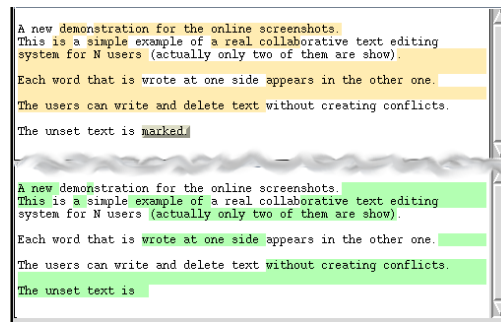 A new demonstration for the online screenshots.
This is a simple example of a real collaborative text editing
system for N users (actually only two of them are show).
Each word that is wrote at one side appears in the other one.
The users can write and delete text without creating conflicts.
The unset text is marked.
A new demonstration for the online screenshots.
This is a simple example of a real collaborative text editing
system for N users (actually only two of them are show).
Each word that is wrote at one side appears in the other one.
The users can write and delete text without creating conflicts.
The unset text is